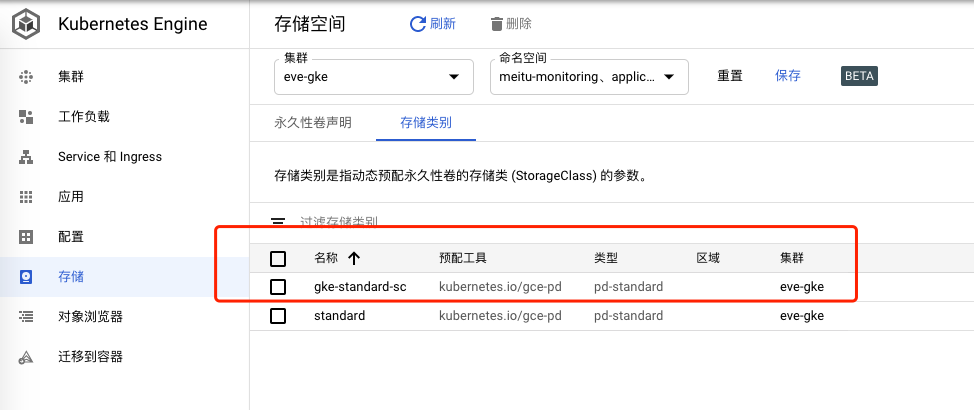 Kubernetes Engine
存储空间
刷新
删除
集群
eve-gke
命名空间
meitu-monitoring、applic...
重置
保存
BETA
集群
工作负载
Service 和 Ingress
应用
配置
存储
对象浏览器
迁移到容器
永久性卷声明
存储类别
存储类别是指动态预配永久性卷的存储类 (StorageClass) 的参数。
过滤存储类别
名称 预配工具 类型 区域 集群
gke-standard-sc kubernetes.io/gce-pd pd-standard eve-gke
standard kubernetes.io/gce-pd pd-standard eve-gke